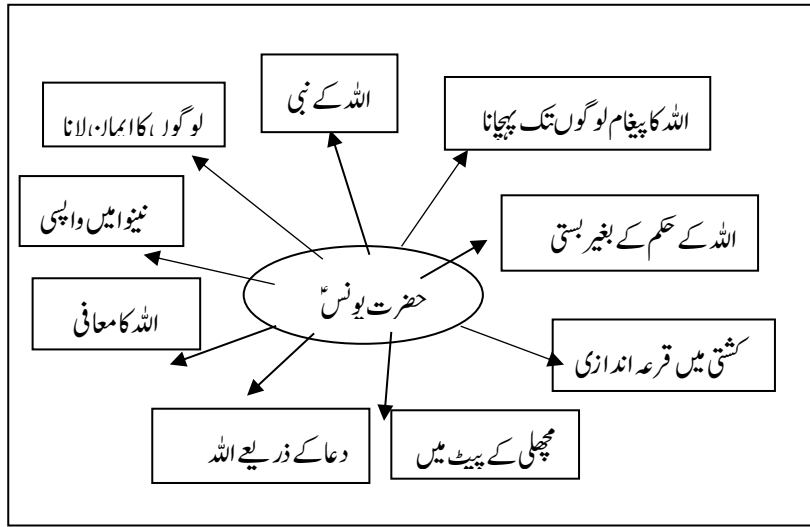 اللہ کے نبی
اللہ کا پیغام لوگوں تک پہچانا
لوگوں کا ایمان لانا
اللہ کے حکم کے بغیر بستی
نینوا میں واپسی
حضرت یونسؑ
اللہ کا معافی
کشتی میں قرعہ اندازی
دعا کے ذریعے اللہ
مچھلی کے پیٹ میں